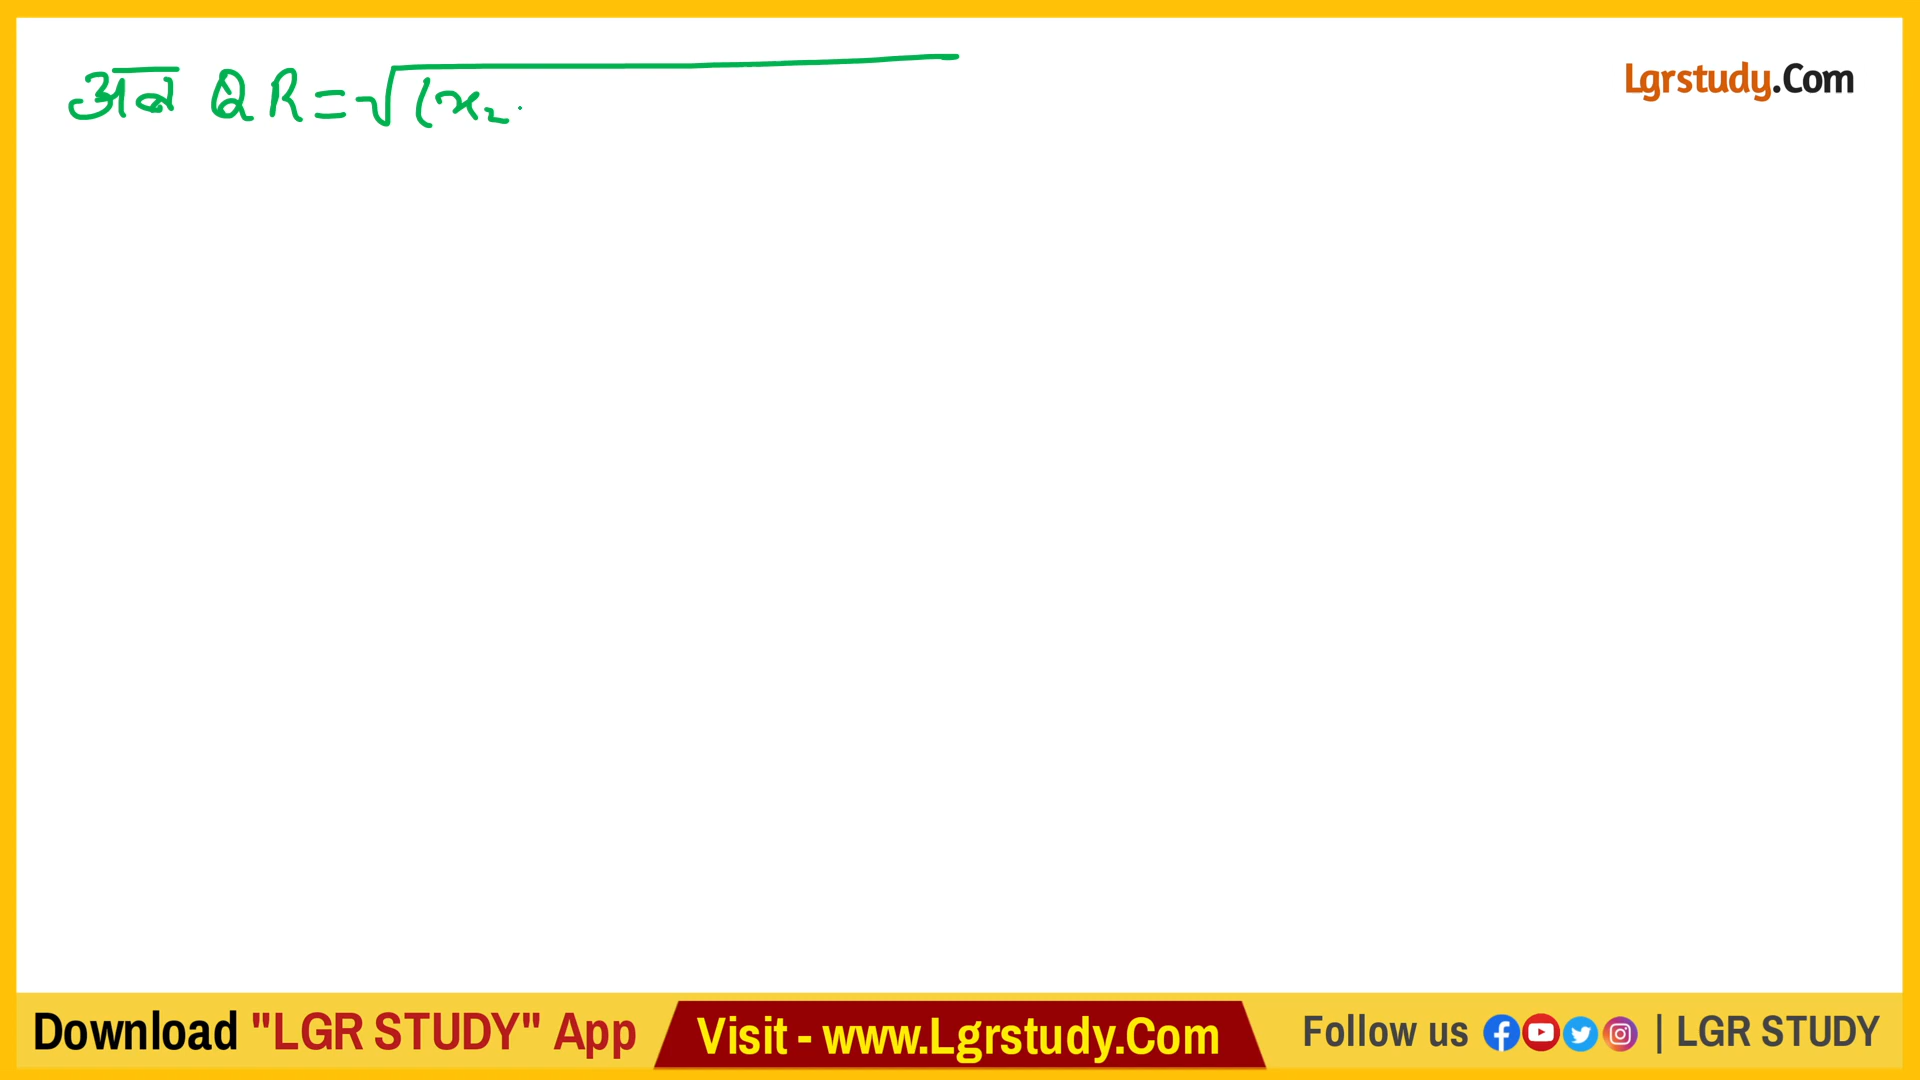 अब QR = √(x₂
Lgrstudy.Com
Download "LGR STUDY" App
Visit - www.Lgrstudy.Com
Follow us | LGR STUDY